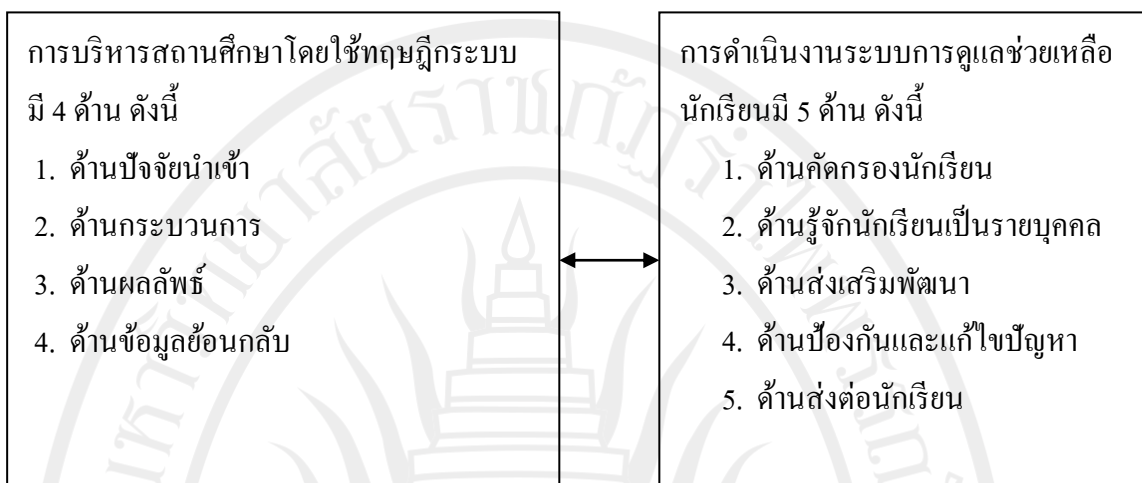 การบริหารสถานศึกษาโดยใช้ทฤษฎีกระบบ
มี 4 ด้าน ดังนี้
1. ด้านปัจจัยนำเข้า
2. ด้านกระบวนการ
3. ด้านผลลัพธ์
4. ด้านข้อมูลย้อนกลับ
การดำเนินงานระบบการดูแลช่วยเหลือ
นักเรียนมี 5 ด้าน ดังนี้
1. ด้านคัดกรองนักเรียน
2. ด้านรู้จักนักเรียนเป็นรายบุคคล
3. ด้านส่งเสริมพัฒนา
4. ด้านป้องกันและแก้ไขปัญหา
5. ด้านส่งต่อนักเรียน